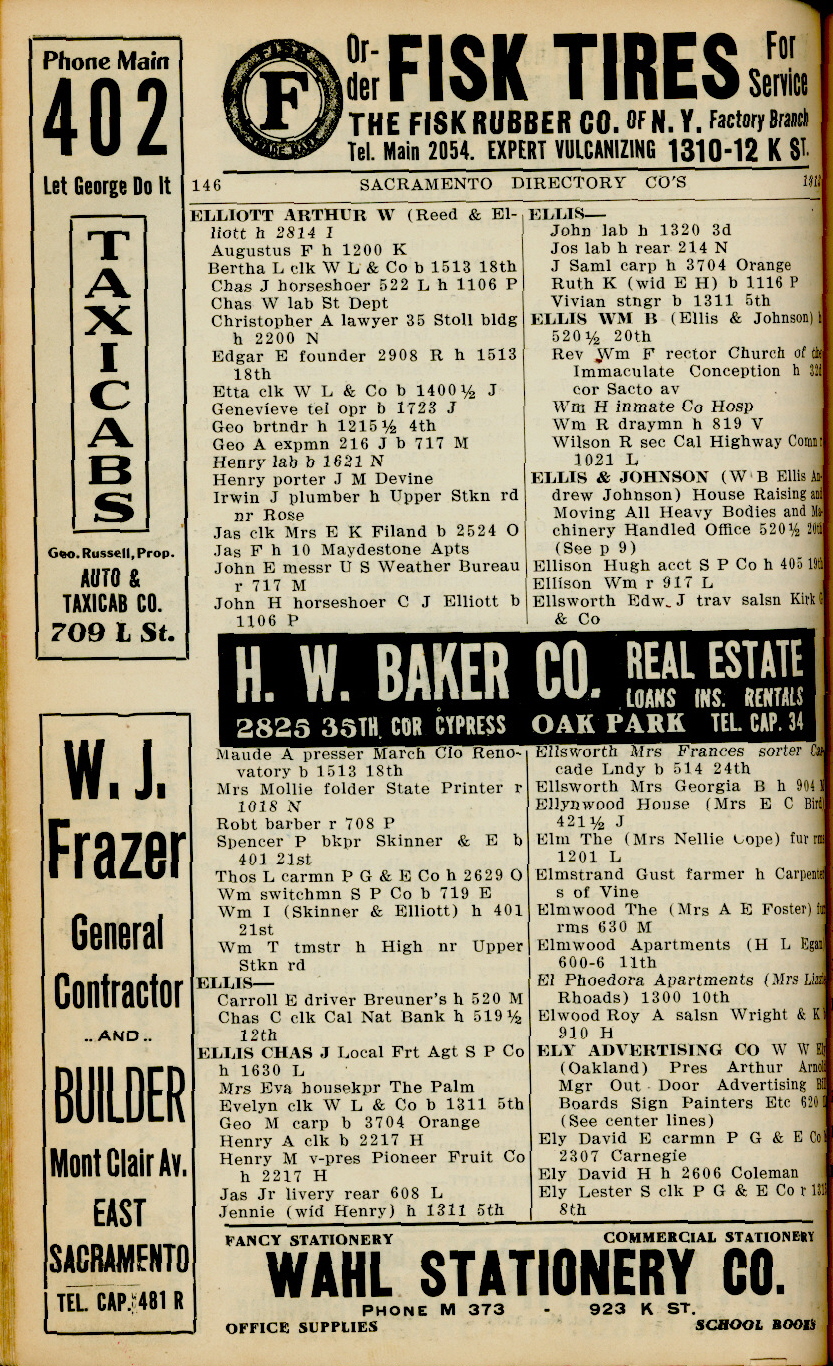 Phone Main
402
Let George Do It
TAXICABS
Geo. Russell, Prop.
AUTO &
TAXICAB CO.
709 L St.
W. J.
Frazer
General
Contractor
.. AND ..
BUILDER
Mont Clair Av.
EAST
SACRAMENTO
TEL. CAP. 481 R
FISK
F
Or-
der
FISK TIRES
For
Service
THE FISK RUBBER CO. OF N. Y. Factory Branch
Tel. Main 2054. EXPERT VULCANIZING 1310-12 K ST.
146 SACRAMENTO DIRECTORY CO'S
ELLIOTT ARTHUR W (Reed & El-
liott h 2814 I
Augustus F h 1200 K
Bertha L clk W L & Co b 1513 18th
Chas J horseshoer 522 L h 1106 P
Chas W lab St Dept
Christopher A lawyer 35 Stoll bldg
h 2200 N
Edgar E founder 2908 R h 1513
18th
Etta clk W L & Co b 1400½ J
Genevieve tel opr b 1723 J
Geo brtndr h 1215½ 4th
Geo A expmn 216 J b 717 M
Henry lab b 1621 N
Henry porter J M Devine
Irwin J plumber h Upper Stkn rd
nr Rose
Jas clk Mrs E K Filand b 2524 O
Jas F h 10 Maydestone Apts
John E messr U S Weather Bureau
r 717 M
John H horseshoer C J Elliott b
1106 P
ELLIS—
John lab h 1320 3d
Jos lab h rear 214 N
J Saml carp h 3704 Orange
Ruth K (wid E H) b 1116 P
Vivian stngr b 1311 5th
ELLIS WM B (Ellis & Johnson) h
520½ 20th
Rev Wm F rector Church of the
Immaculate Conception h
cor Sacto av
Wm H inmate Co Hosp
Wm R draymn h 819 V
Wilson R sec Cal Highway
1021 L
ELLIS & JOHNSON (W B Ellis An-
drew Johnson) House Raising and
Moving All Heavy Bodies and Ma-
chinery Handled Office 520½ 20th
(See p 9)
Ellison Hugh acct S P Co h 405 19th
Ellison Wm r 917 L
Ellsworth Edw J trav salsn Kirk
& Co
H. W. BAKER CO. REAL ESTATE
LOANS INS. RENTALS
2825 35TH, COR CYPRESS OAK PARK TEL. CAP. 34
Maude A presser March Clo Reno-
vatory b 1513 18th
Mrs Mollie folder State Printer r
1018 N
Robt barber r 708 P
Spencer P bkpr Skinner & E b
401 21st
Thos L carmn P G & E Co h 2629 O
Wm switchmn S P Co b 719 E
Wm I (Skinner & Elliott) h 401
21st
Wm T tmstr h High nr Upper
Stkn rd
ELLIS—
Carroll E driver Breuner's h 520 M
Chas C clk Cal Nat Bank h 519½
12th
ELLIS CHAS J Local Frt Agt S P Co
h 1630 L
Mrs Eva housekpr The Palm
Evelyn clk W L & Co b 1311 5th
Geo M carp b 3704 Orange
Henry A clk b 2217 H
Henry M v-pres Pioneer Fruit Co
h 2217 H
Jas Jr livery rear 608 L
Jennie (wid Henry) h 1311 5th
Ellsworth Mrs Frances sorter Cas-
cade Lndy b 514 24th
Ellsworth Mrs Georgia B h 904
Ellynwood House (Mrs E C Bird)
421½ J
Elm The (Mrs Nellie Cope) fur rms
1201 L
Elmstrand Gust farmer h Carpenter
s of Vine
Elmwood The (Mrs A E Foster) fur
rms 630 M
Elmwood Apartments (H L Egan)
600-6 11th
El Phoedora Apartments (Mrs Lizzie
Rhoads) 1300 10th
Elwood Roy A salsn Wright & K
910 H
ELY ADVERTISING CO W W Ely
(Oakland) Pres Arthur Arnold
Mgr Out Door Advertising Bill
Boards Sign Painters Etc
(See center lines)
Ely David E carmn P G & E Co h
2307 Carnegie
Ely David H h 2606 Coleman
Ely Lester S clk P G & E Co r
8th
FANCY STATIONERY COMMERCIAL STATIONERY
WAHL STATIONERY CO.
PHONE M 373 - 923 K ST.
OFFICE SUPPLIES SCHOOL BOOKS